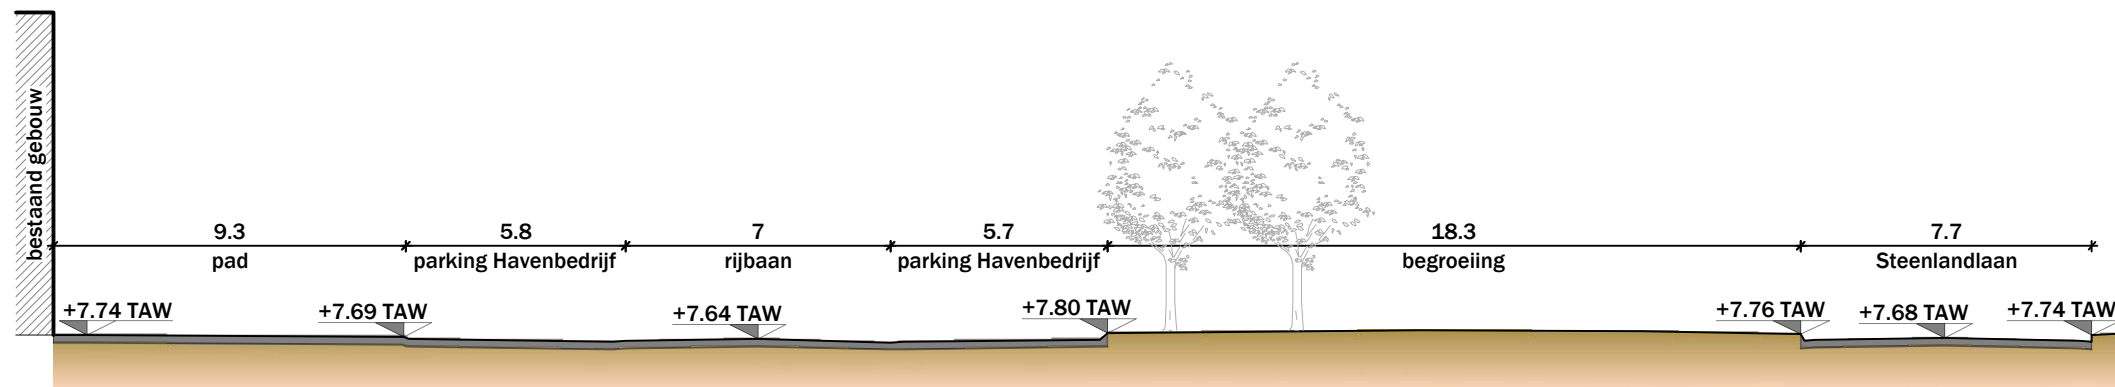 bestaand gebouw
9.3
5.8
7
5.7
18.3
7.7
pad
parking Havenbedrijf
rijbaan
parking Havenbedrijf
begroeiing
Steenlandlaan
+7.74 TAW
+7.69 TAW
+7.64 TAW
+7.80 TAW
+7.76 TAW
+7.68 TAW
+7.74 TAW